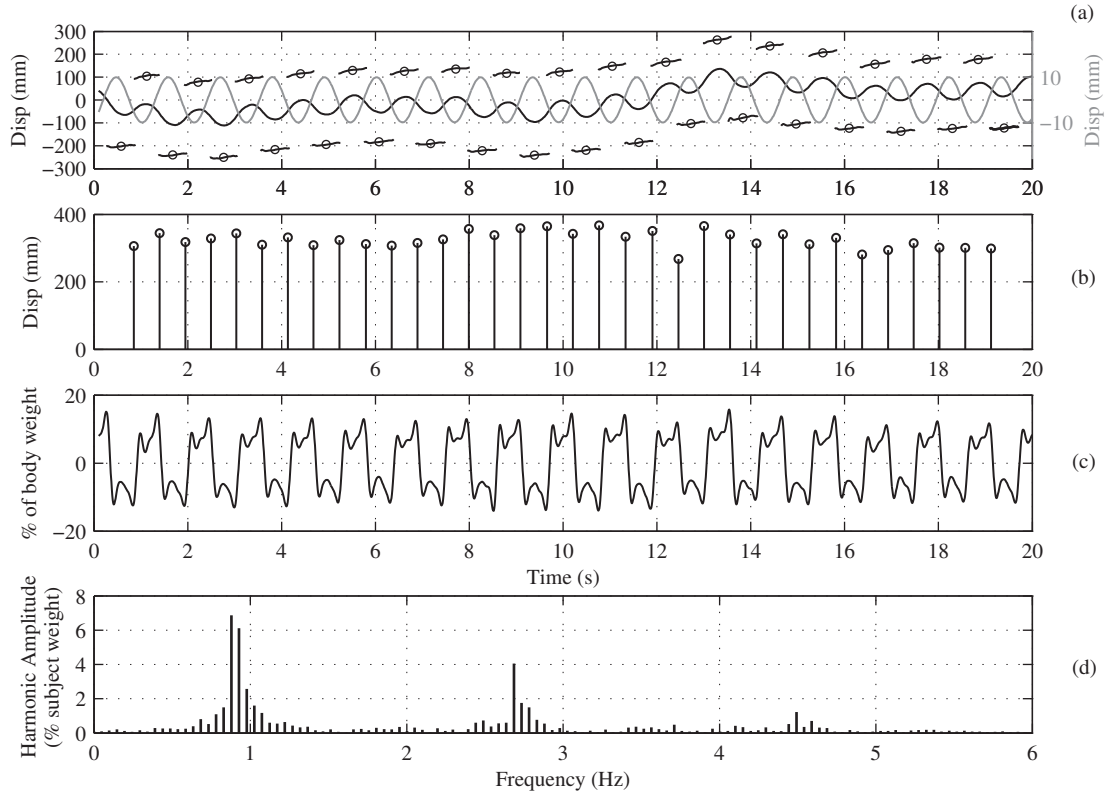 (a)
300
200
100
0
−100
−200
−300
Disp (mm)
10
−10
Disp (mm)
0 2 4 6 8 10 12 14 16 18 20
400
200
0
Disp (mm)
(b)
0 2 4 6 8 10 12 14 16 18 20
20
0
−20
% of body weight
(c)
0 2 4 6 8 10 12 14 16 18 20
Time (s)
8
6
4
2
0
Harmonic Amplitude
(% subject weight)
(d)
0 1 2 3 4 5 6
Frequency (Hz)